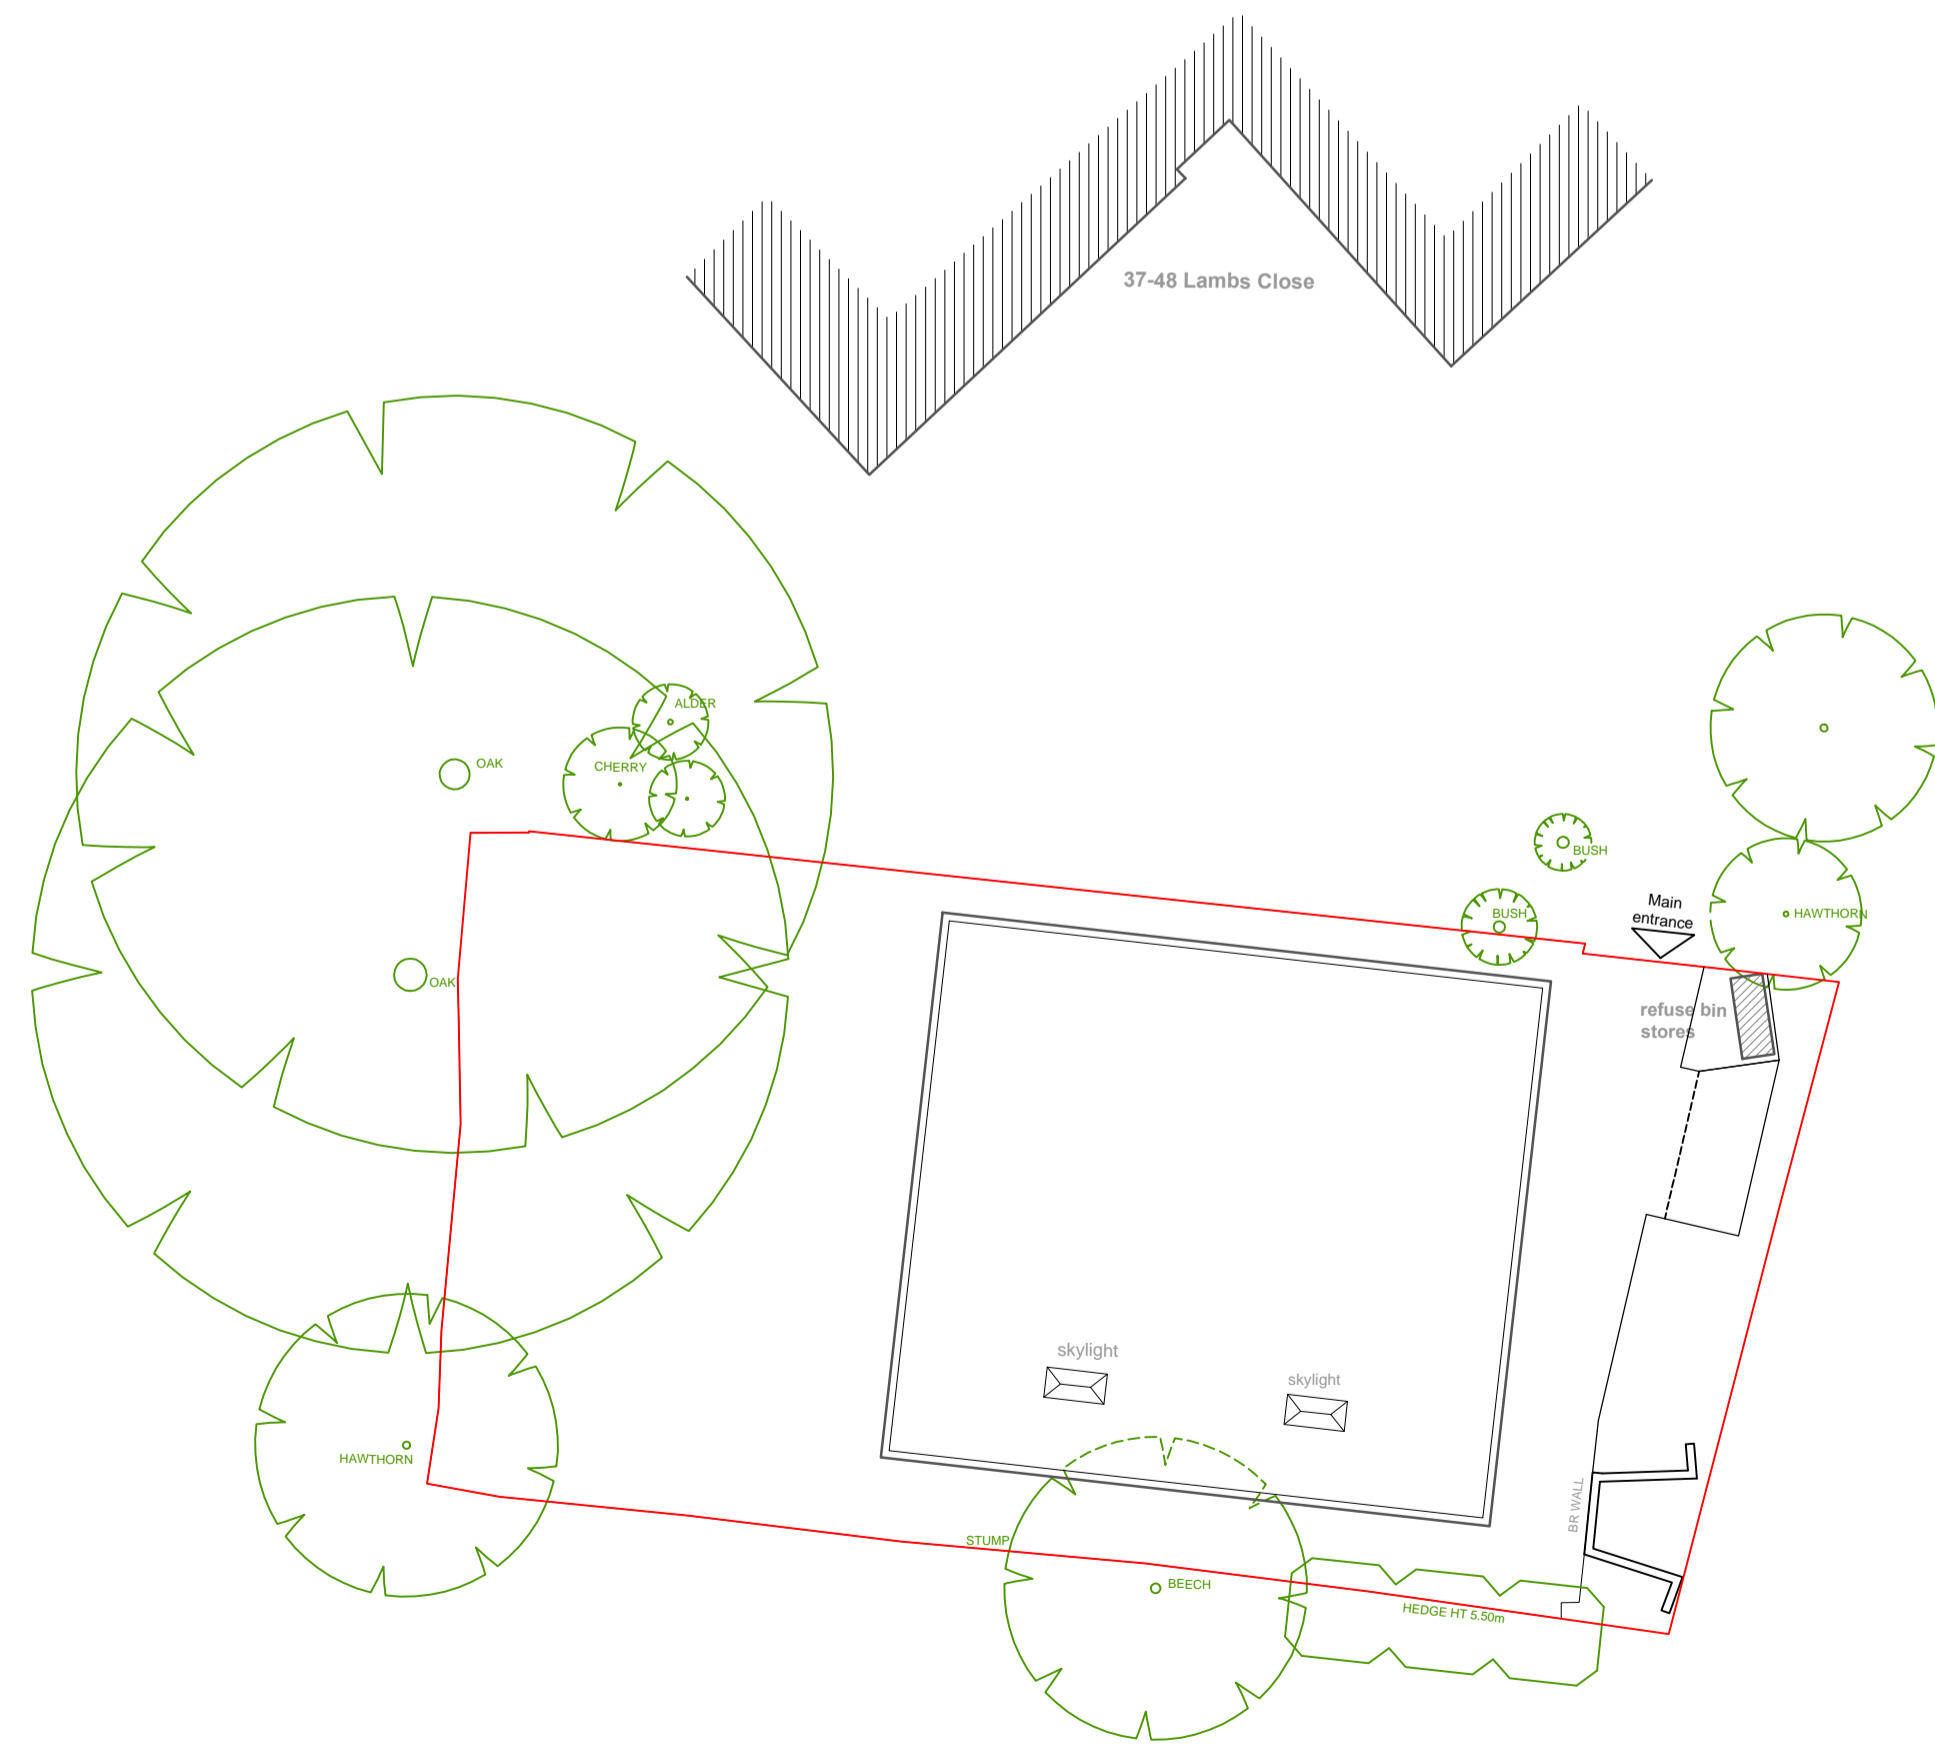 37-48 Lambs Close
ALDER
OAK
CHERRY
BUSH
Main
entrance
BUSH
HAWTHORN
OAK
refuse bin
stores
skylight
skylight
HAWTHORN
BR WALL
STUMP
BEECH
HEDGE HT 5.50m